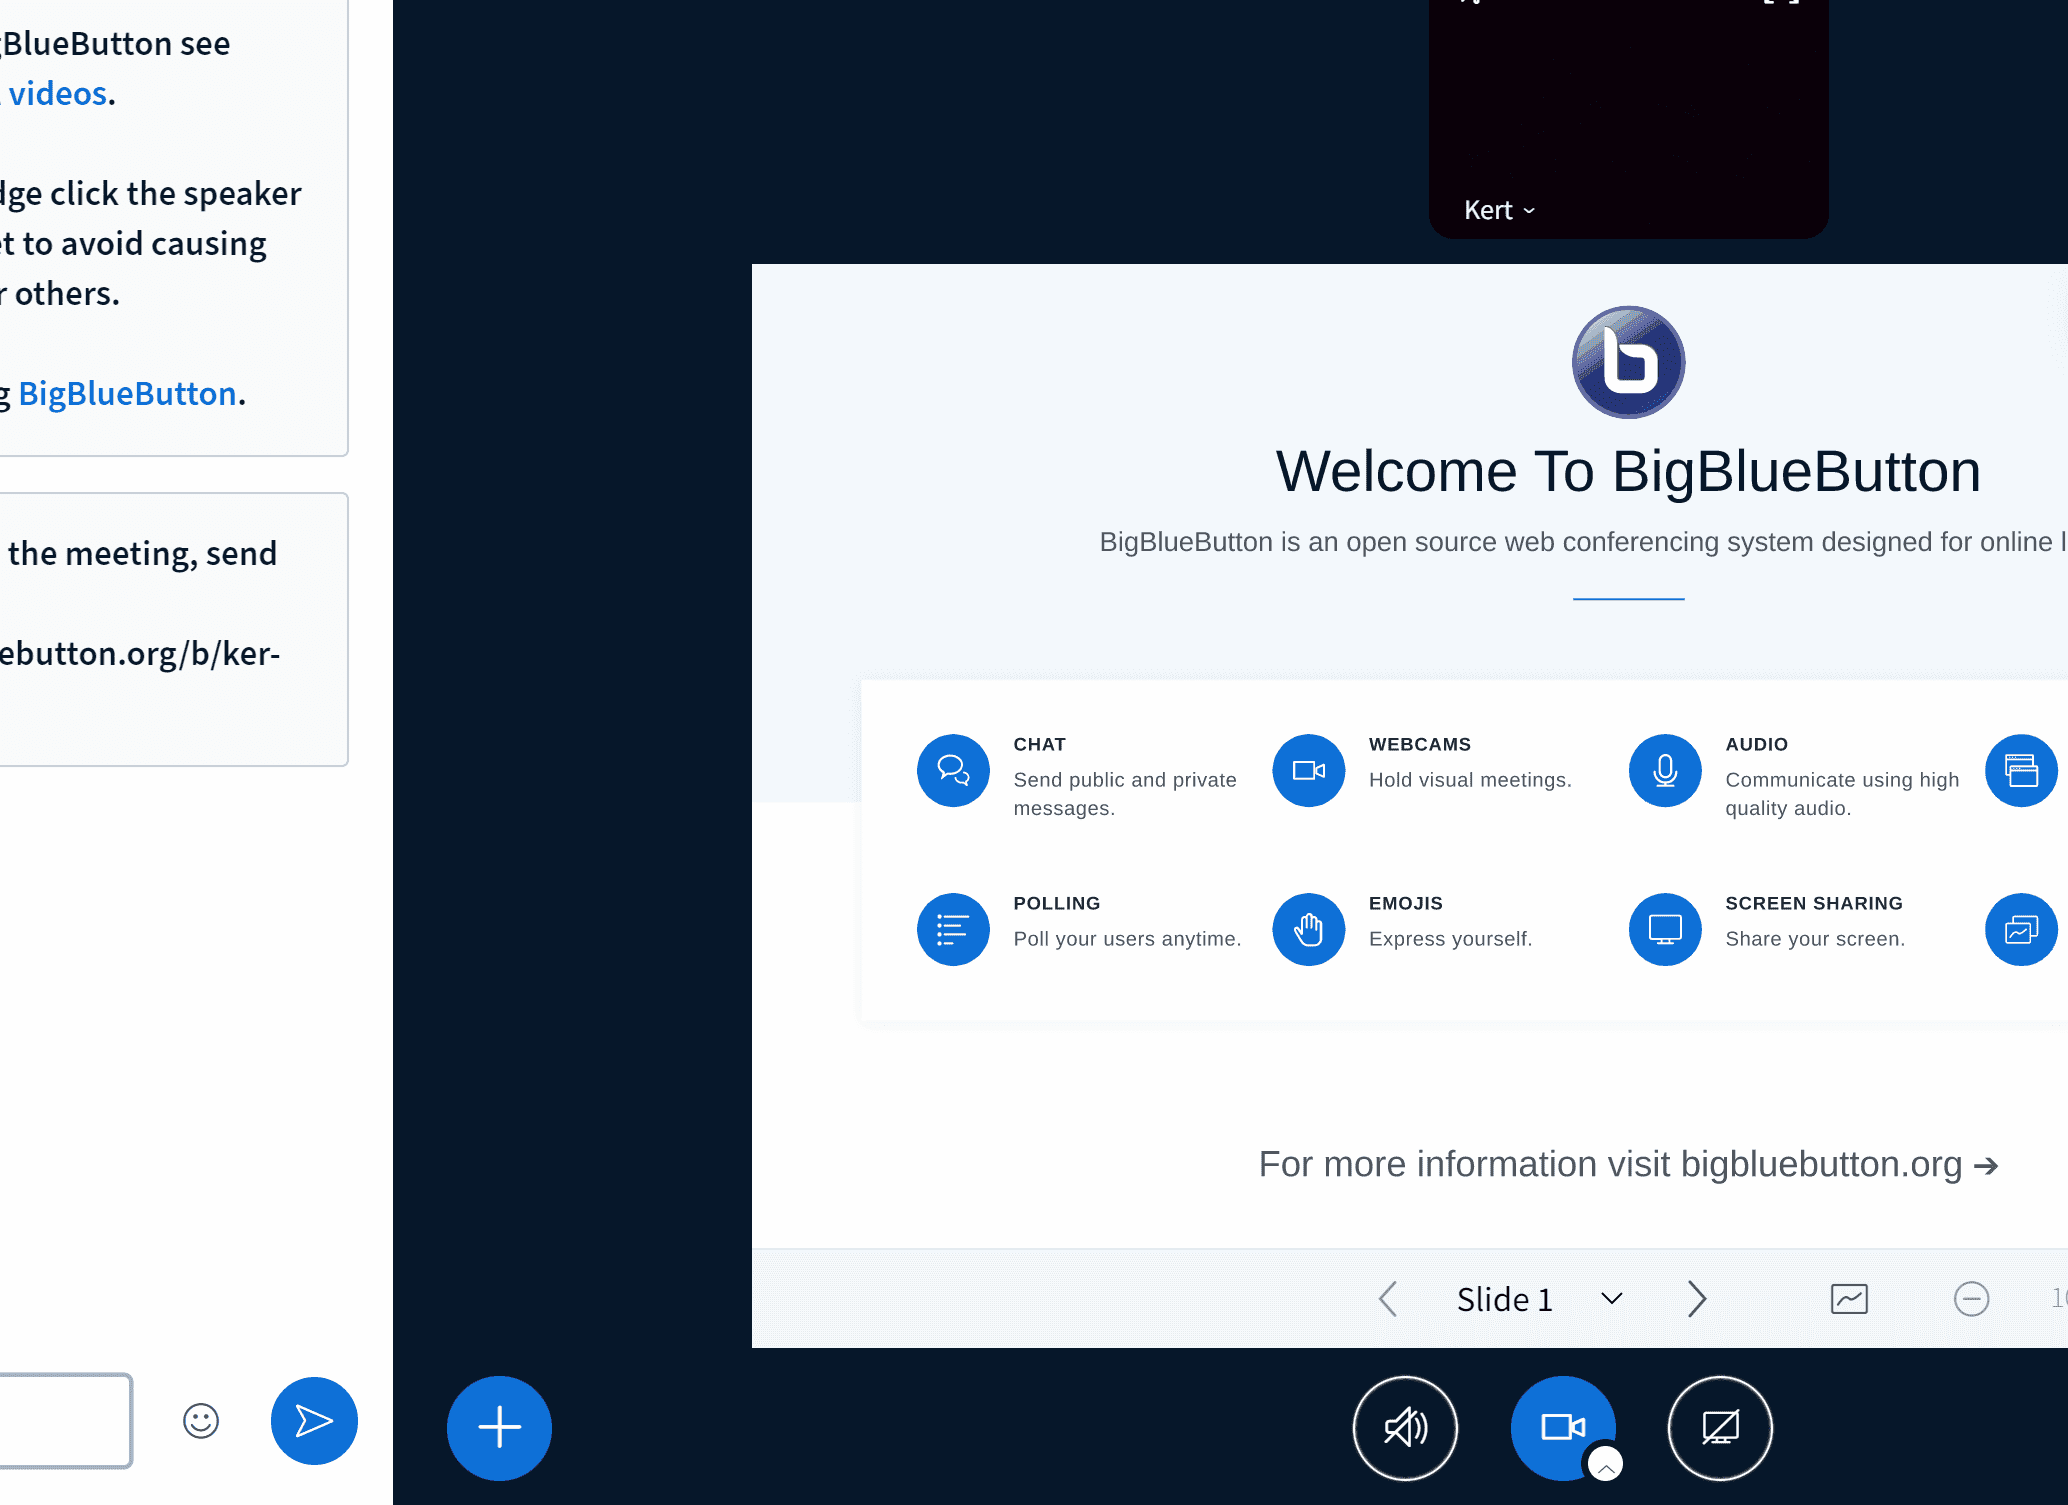 BlueButton see
videos.
click the speaker
to avoid causing
others.
BigBlueButton.
the meeting, send
ebutton.org/b/ker-
Kert
Welcome To BigBlueButton
BigBlueButton is an open source web conferencing system designed for online
CHAT
Send public and private
messages.
WEBCAMS
Hold visual meetings.
AUDIO
Communicate using high
quality audio.
POLLING
Poll your users anytime.
EMOJIS
Express yourself.
SCREEN SHARING
Share your screen.
For more information visit bigbluebutton.org ➔
Slide 1